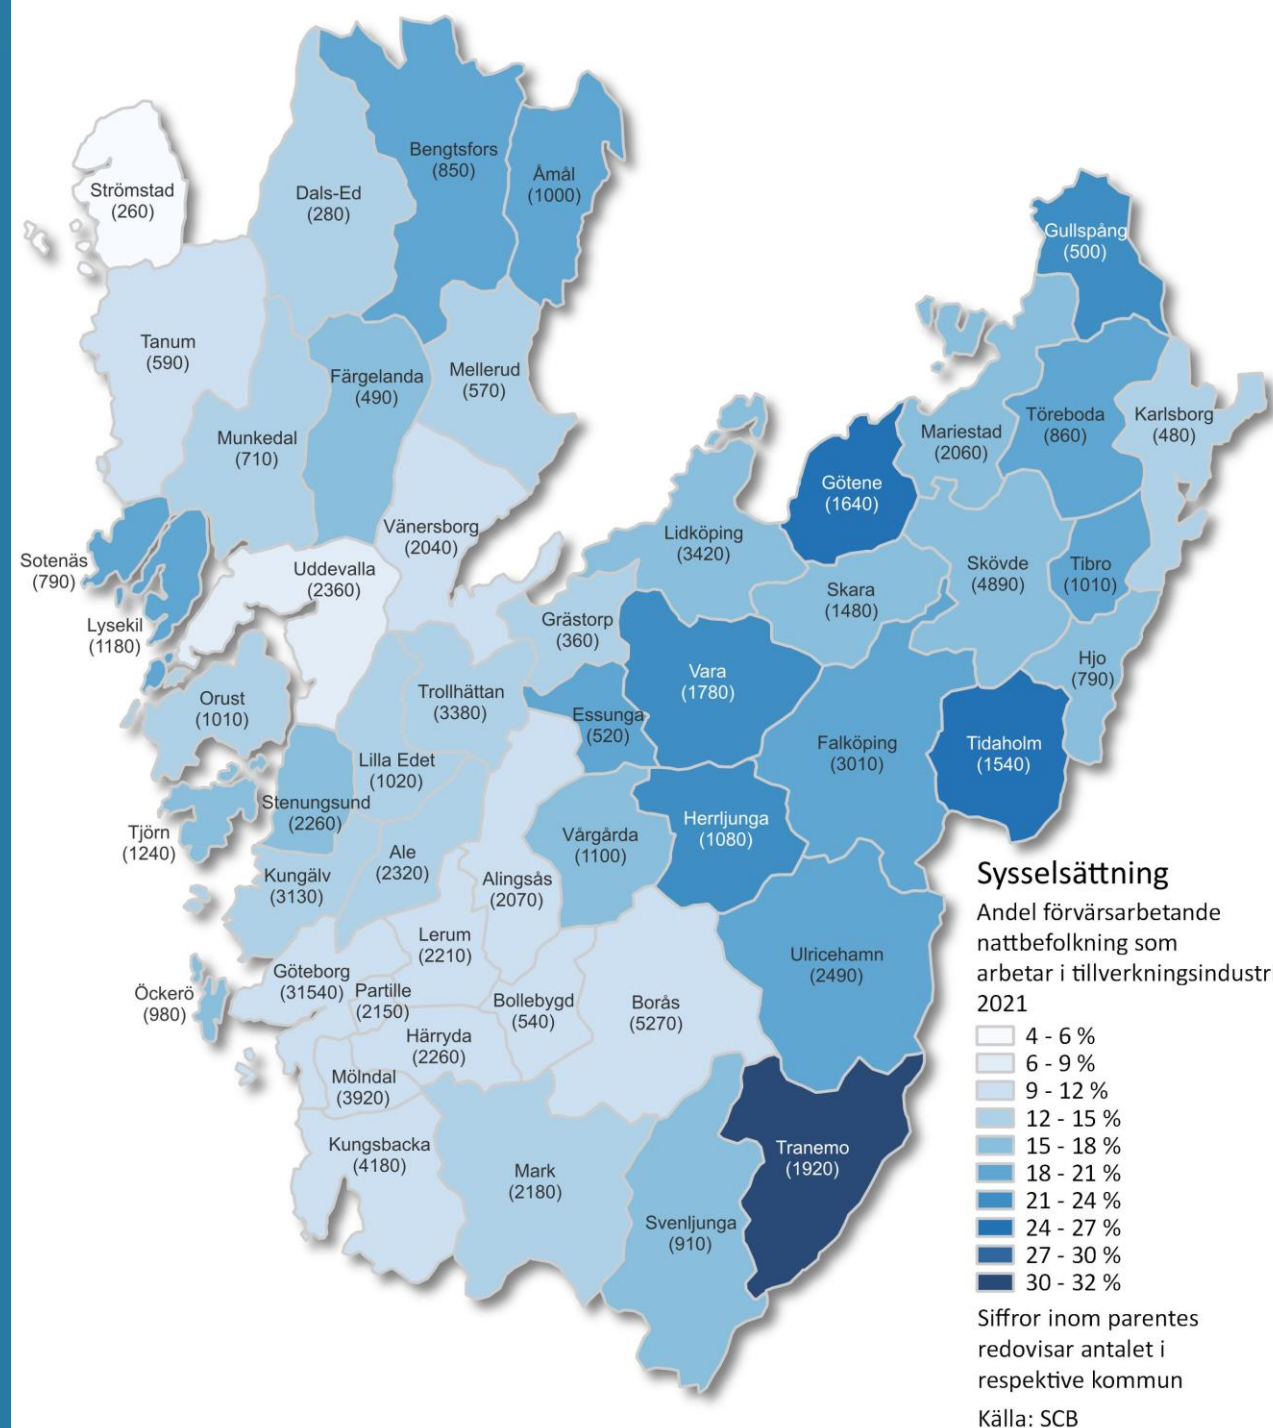 Bengtsfors
(850)
Åmål
(1000)
Strömstad
(260)
Dals-Ed
(280)
Gullspång
(500)
Tanum
(590)
Färgelanda
(490)
Mellerud
(570)
Munkedal
(710)
Mariestad
(2060)
Töreboda
(860)
Karlsborg
(480)
Götene
(1640)
Vänersborg
(2040)
Lidköping
(3420)
Sotenäs
(790)
Uddevalla
(2360)
Skara
(1480)
Skövde
(4890)
Tibro
(1010)
Lysekil
(1180)
Grästorp
(360)
Hjo
(790)
Orust
(1010)
Trollhättan
(3380)
Vara
(1780)
Essunga
(520)
Falköping
(3010)
Tidaholm
(1540)
Lilla Edet
(1020)
Stenungsund
(2260)
Tjörn
(1240)
Vårgårda
(1100)
Herrljunga
(1080)
Ale
(2320)
Kungälv
(3130)
Alingsås
(2070)
Lerum
(2210)
Ulricehamn
(2490)
Göteborg
(31540)
Öckerö
(980)
Partille
(2150)
Bollebygd
(540)
Borås
(5270)
Härryda
(2260)
Mölndal
(3920)
Kungsbacka
(4180)
Mark
(2180)
Tranemo
(1920)
Svenljunga
(910)
Sysselsättning
Andel förvärsarbetande
nattbefolkning som
arbetar i tillverkningsindustr
2021
4 - 6 %
6 - 9 %
9 - 12 %
12 - 15 %
15 - 18 %
18 - 21 %
21 - 24 %
24 - 27 %
27 - 30 %
30 - 32 %
Siffror inom parentes
redovisar antalet i
respektive kommun
Källa: SCB